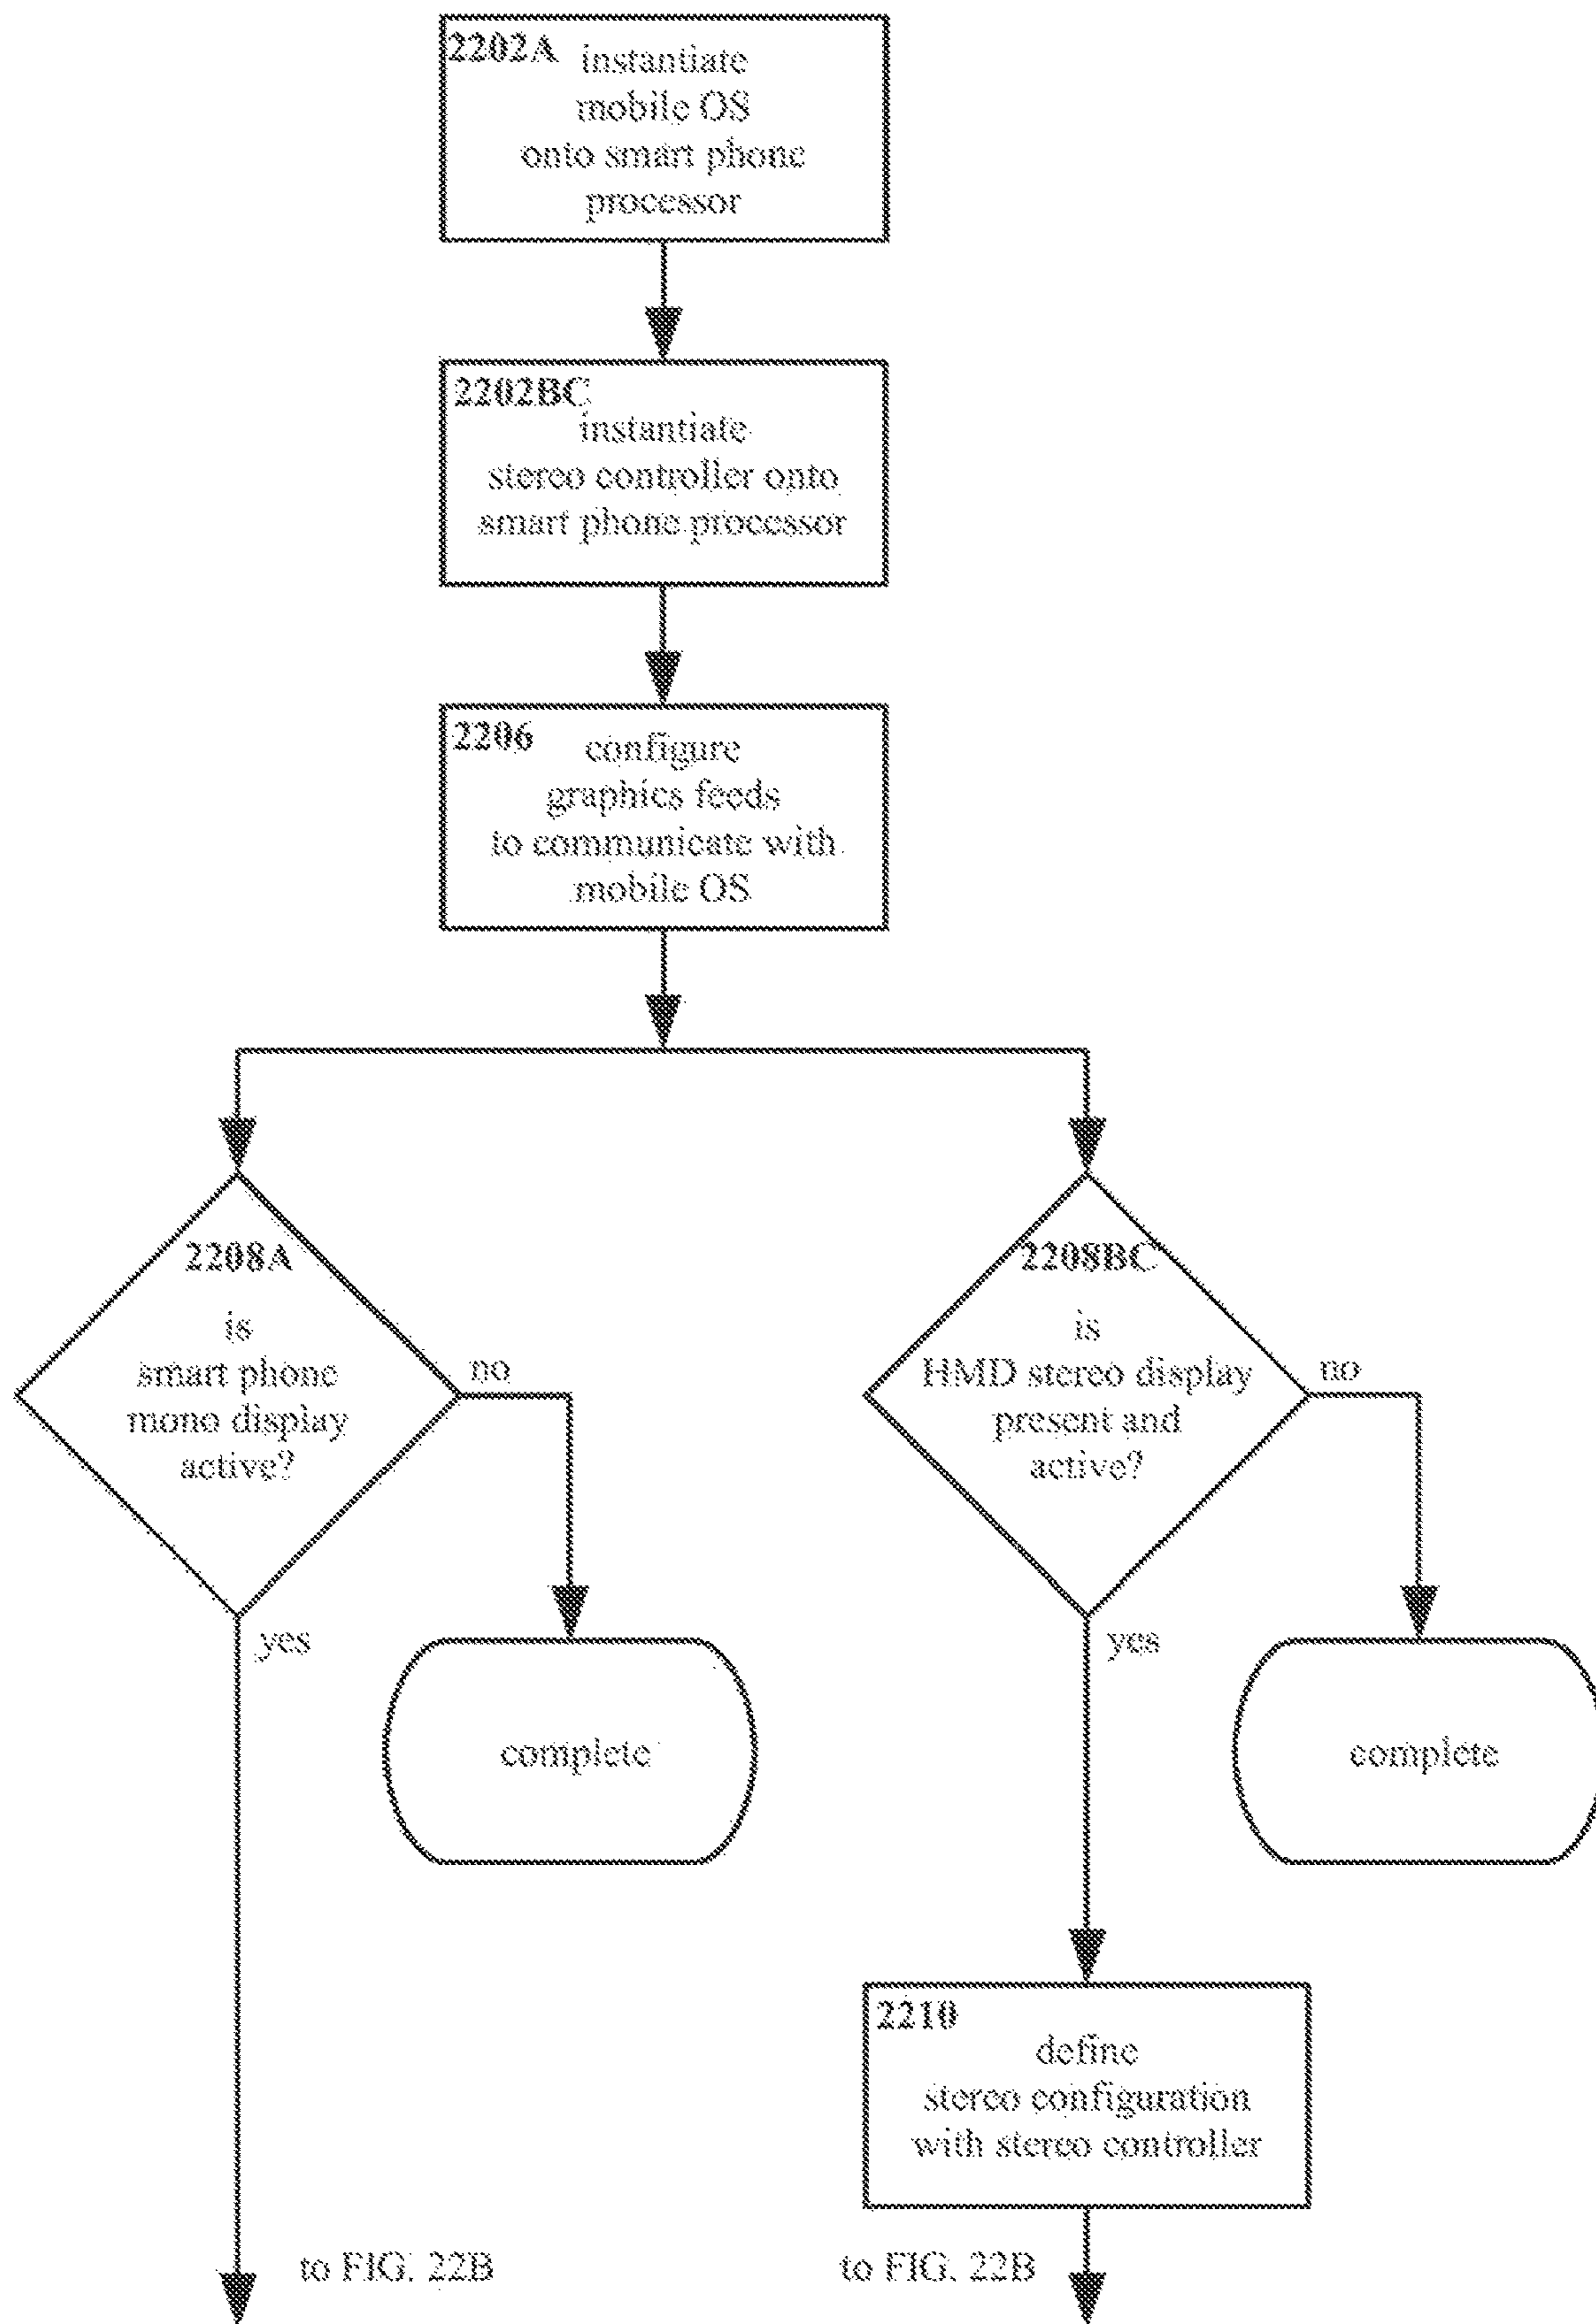 2202A
instantiate
mobile OS
onto smart phone
processor
2202BC
instantiate
stereo controller onto
smart phone processor
2206
configure
graphics feeds
to communicate with
mobile OS
2208A
is
smart phone
mono display
active?
no
yes
complete
2208BC
is
HMD stereo display
present and
active?
no
yes
complete
2210
define
stereo configuration
with stereo controller
to FIG. 22B
to FIG. 22B